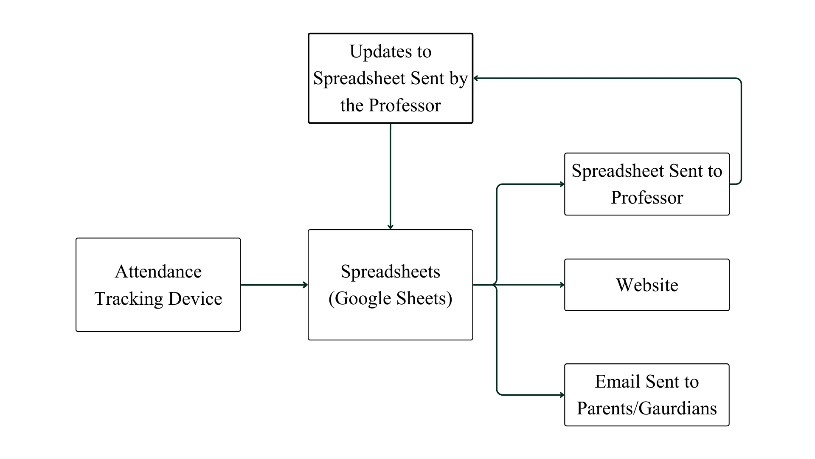 Updates to
Spreadsheet Sent by
the Professor
Spreadsheet Sent to
Professor
Attendance
Tracking Device
Spreadsheets
(Google Sheets)
Website
Email Sent to
Parents/Gaurdians